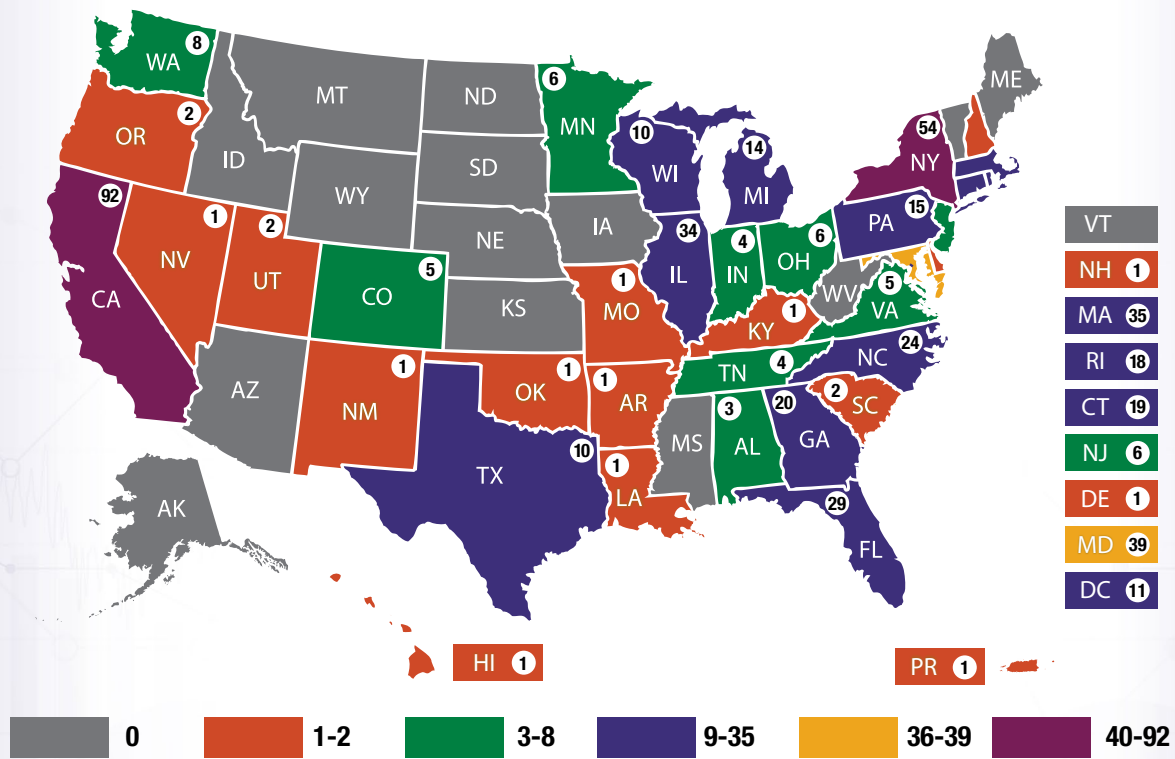 WA 8
OR 2
CA 92
NV 1
ID
MT
WY
UT 2
AZ
CO 5
NM 1
ND
SD
NE
KS
OK 1
TX 10
MN 6
IA
MO 1
AR 1
LA 1
WI 10
IL 34
MI 14
IN 4
OH 6
KY 1
TN 4
MS
AL 3
GA 20
FL 29
SC 2
NC 24
VA 5
WV
PA 15
NY 54
ME
VT
NH 1
MA 35
RI 18
CT 19
NJ 6
DE 1
MD 39
DC 11
AK
HI 1
PR 1
0
1-2
3-8
9-35
36-39
40-92